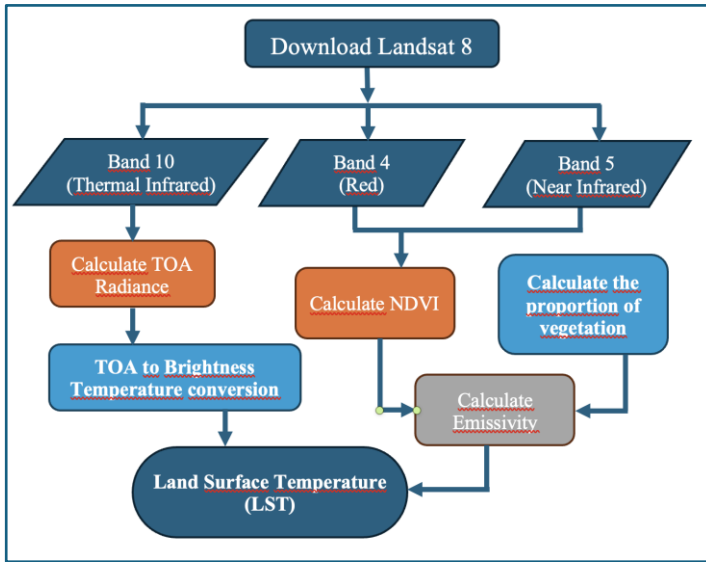 Download Landsat 8
Band 10
(Thermal Infrared)
Band 4
(Red)
Band 5
(Near Infrared)
Calculate TOA
Radiance
Calculate NDVI
Calculate the
proportion of
vegetation
TOA to Brightness
Temperature conversion
Calculate
Emissivity
Land Surface Temperature
(LST)